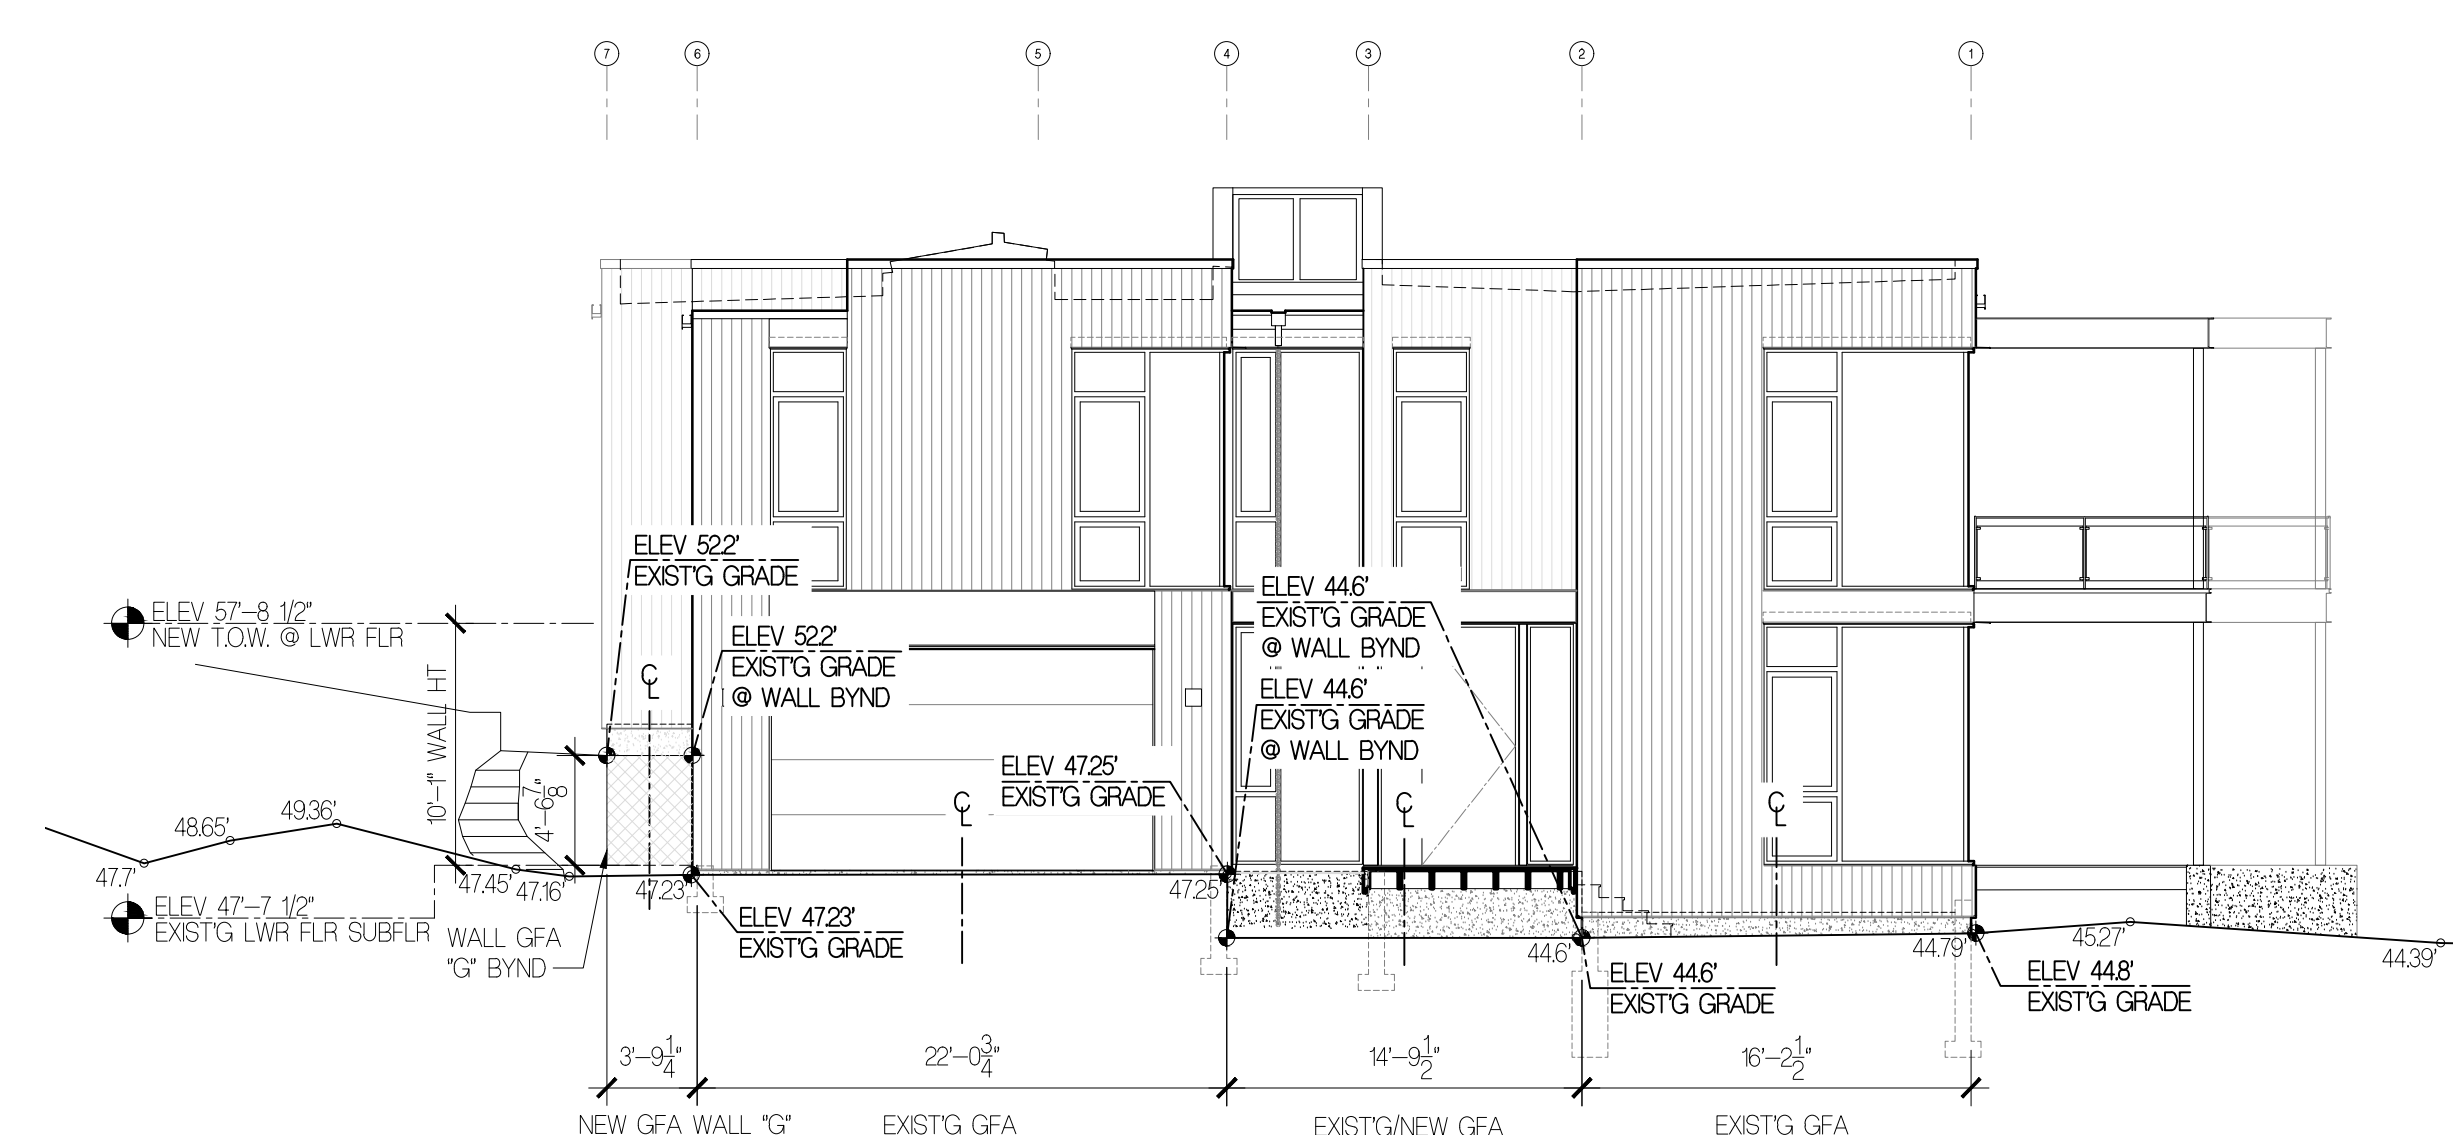 7 6 5 4 3 2 1
ELEV 52.2'
EXIST'G GRADE
ELEV 44.6'
EXIST'G GRADE
@ WALL BYND
ELEV 57'-8 1/2"
NEW T.O.W. @ LWR FLR
ELEV 52.2'
EXIST'G GRADE
@ WALL BYND
ELEV 44.6'
EXIST'G GRADE
@ WALL BYND
10'-1" WALL HT
4'-6 7/8"
CL
CL
CL
CL
ELEV 47.25'
EXIST'G GRADE
47.7'
48.65'
49.36'
47.45'
47.16'
47.23'
47.25'
44.6'
44.79'
45.27'
44.39'
ELEV 47'-7 1/2"
EXIST'G LWR FLR SUBFLR
WALL GFA
"G" BYND
ELEV 47.23'
EXIST'G GRADE
ELEV 44.6'
EXIST'G GRADE
ELEV 44.8'
EXIST'G GRADE
3'-9 1/4" 22'-0 3/4" 14'-9 1/2" 16'-2 1/2"
NEW GFA WALL "G" EXIST'G GFA EXIST'G/NEW GFA EXIST'G GFA